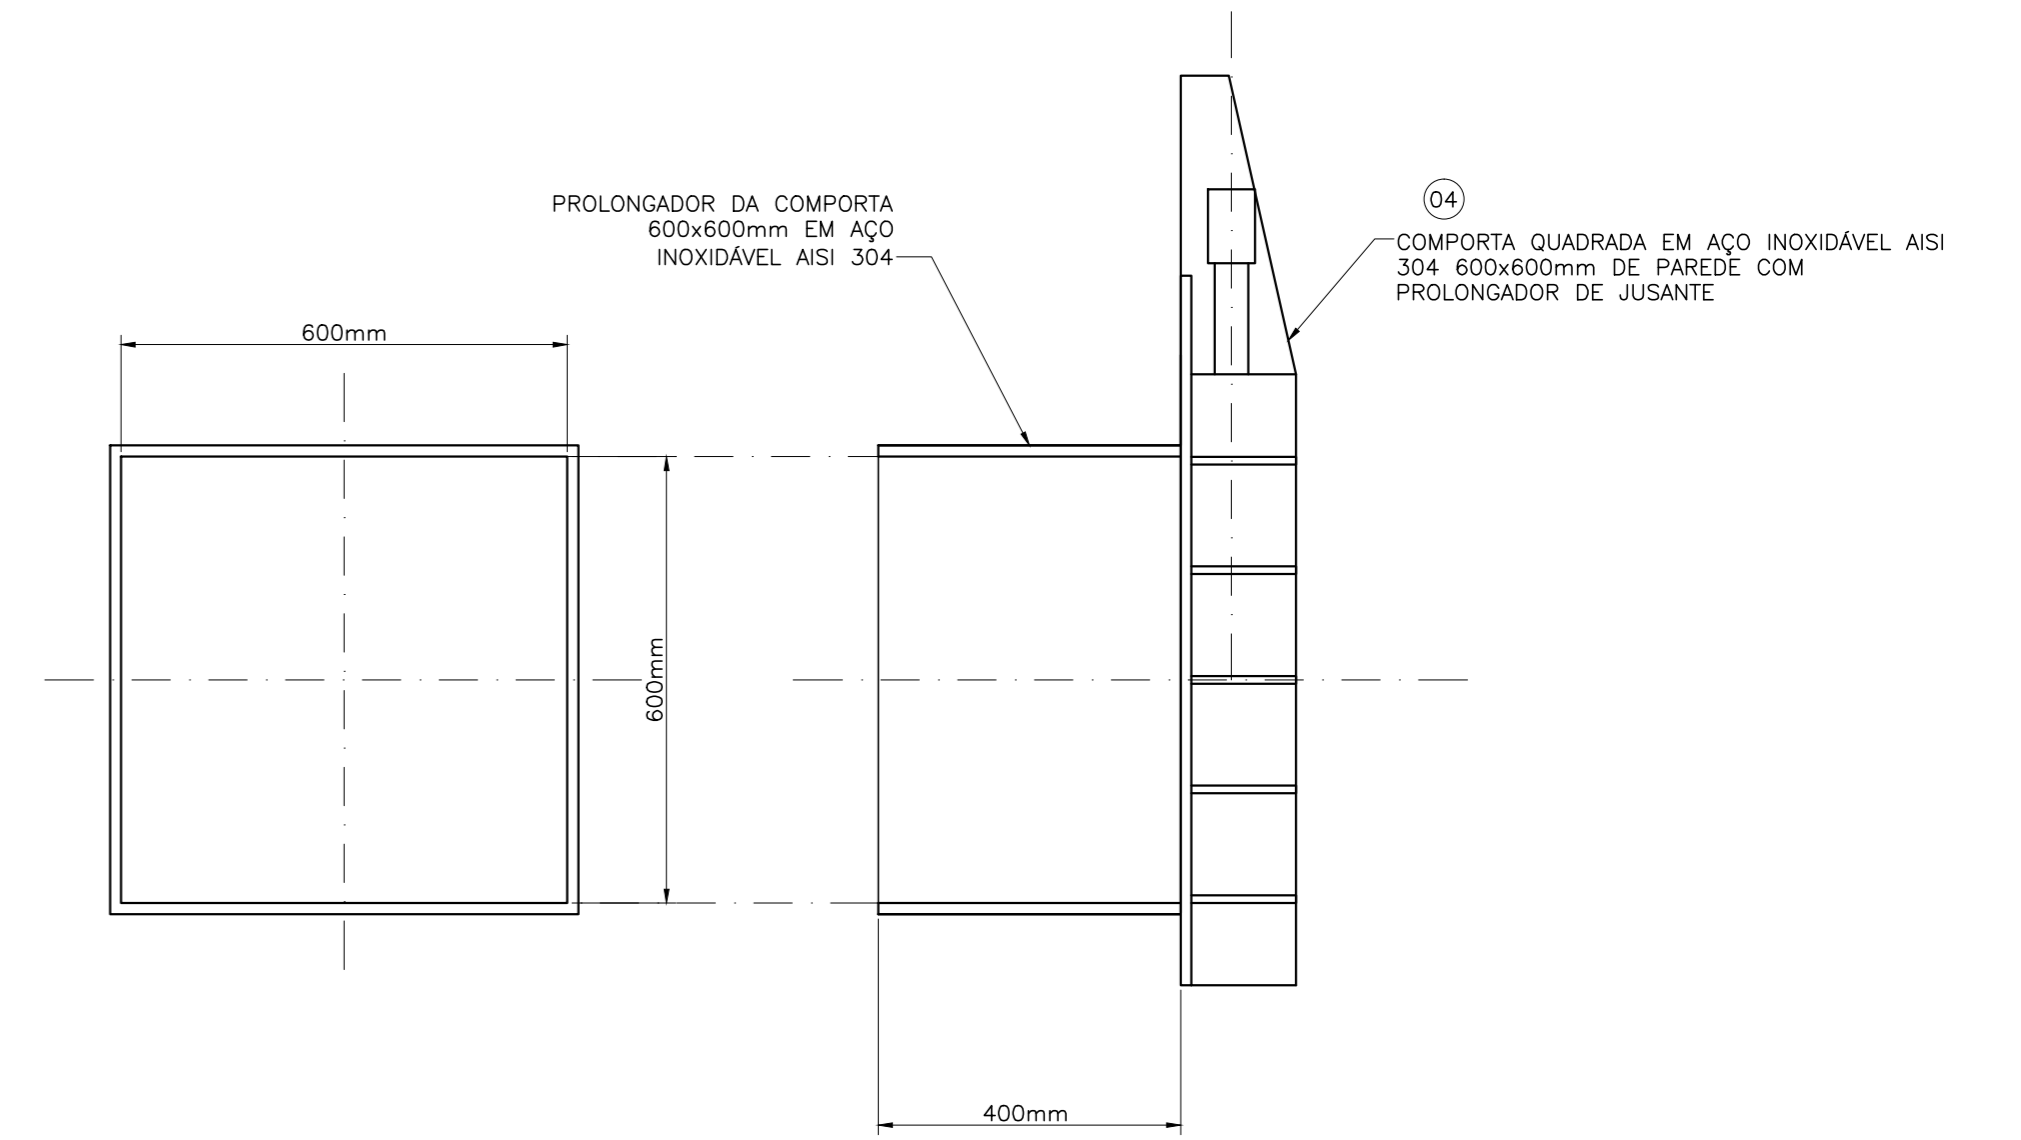 PROLONGADOR DA COMPORTA
600x600mm EM AÇO
INOXIDÁVEL AISI 304
04
COMPORTA QUADRADA EM AÇO INOXIDÁVEL AISI
304 600x600mm DE PAREDE COM
PROLONGADOR DE JUSANTE
600mm
600mm
400mm